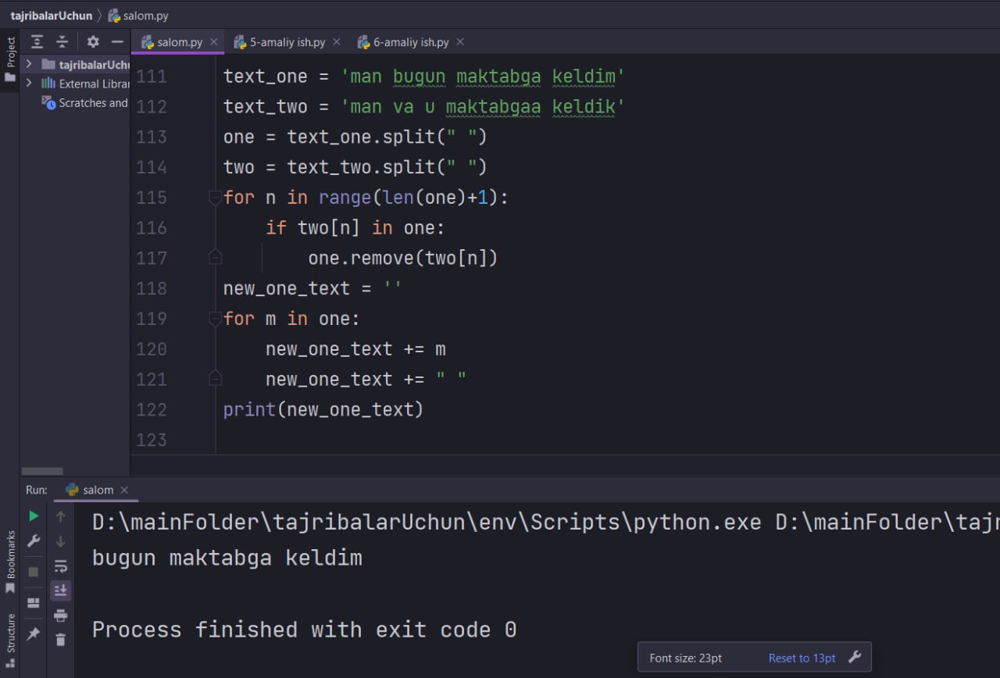 tajribalarUchun salom.py
Project
salom.py 5-amaliy ish.py 6-amaliy ish.py
tajribalarUchu
External Librar
Scratches and
111 text_one = 'man bugun maktabga keldim'
112 text_two = 'man va u maktabgaa keldik'
113 one = text_one.split(" ")
114 two = text_two.split(" ")
115 for n in range(len(one)+1):
116 if two[n] in one:
117 one.remove(two[n])
118 new_one_text = ''
119 for m in one:
120 new_one_text += m
121 new_one_text += " "
122 print(new_one_text)
123
Run: salom
D:\mainFolder\tajribalarUchun\env\Scripts\python.exe D:\mainFolder\tajr
bugun maktabga keldim
Process finished with exit code 0
Bookmarks
Structure
Font size: 23pt Reset to 13pt